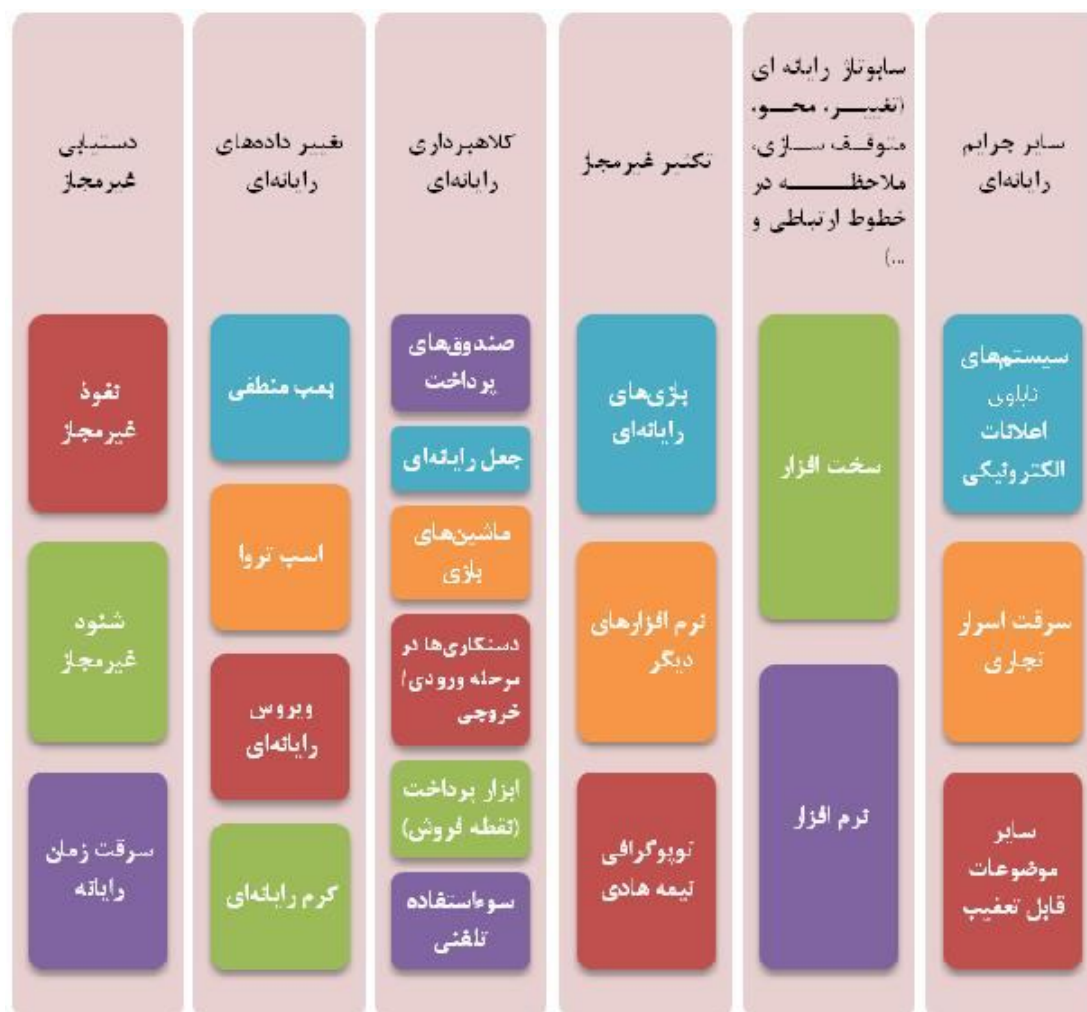 سایر جرایم
رایانه‌ای
سیستم‌های
تابلوی
اعلانات
الکترونیکی
سرقت اسرار
تجاری
سایر
موضوعات
قابل تعقیب
سابوتاژ رایانه ای
(تغییر، محو،
متوقف سازی،
ملاحظه در
خطوط ارتباطی و
...)
سخت افزار
نرم افزار
تکثیر غیرمجاز
بازی‌های
رایانه‌ای
نرم افزارهای
دیگر
توپوگرافی
نیمه هادی
کلاهبرداری
رایانه‌ای
صندوق‌های
پرداخت
جعل رایانه‌ای
ماشین‌های
بازی
دستکاری‌ها در
مرحله ورودی/
خروجی
ابزار پرداخت
(نقطه فروش)
سوءاستفاده
تلفنی
تغییر داده‌های
رایانه‌ای
بمب منطقی
اسب تروا
ویروس
رایانه‌ای
کرم رایانه‌ای
دستیابی
غیرمجاز
نفوذ
غیرمجاز
شنود
غیرمجاز
سرقت زمان
رایانه